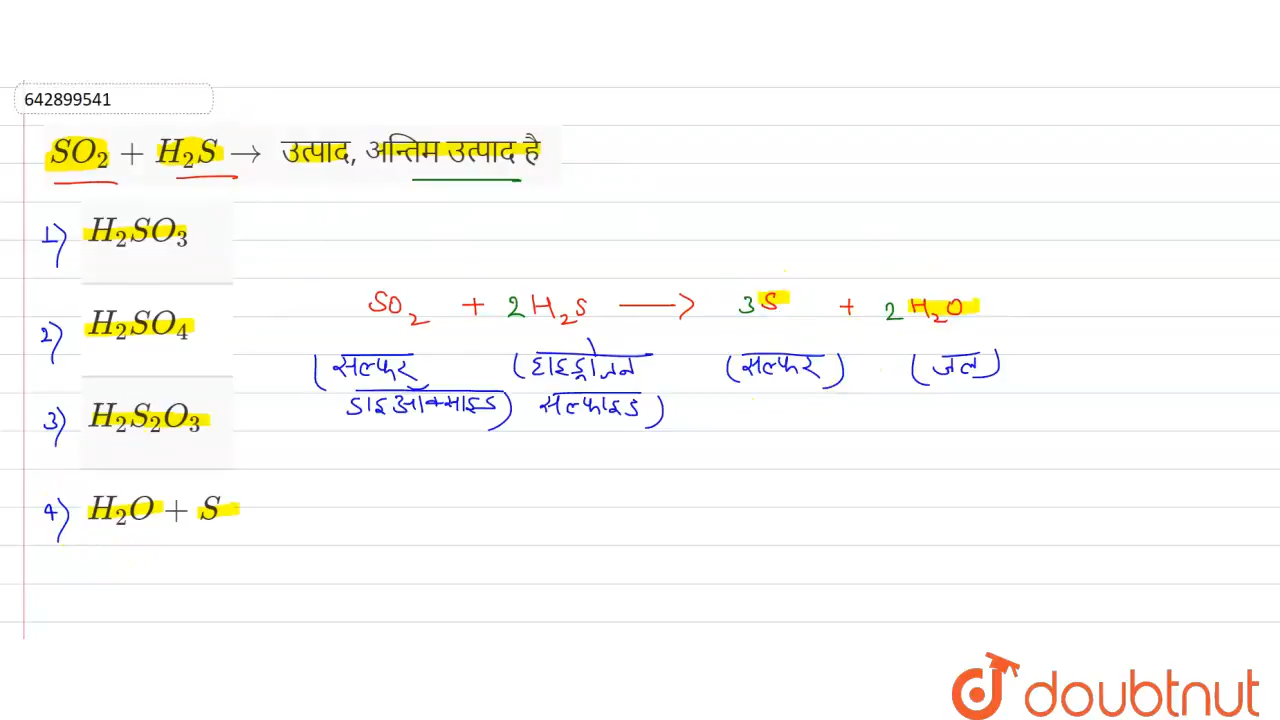 642899541
SO₂ + H₂S → उत्पाद, अन्तिम उत्पाद है
1) H₂SO₃
2) H₂SO₄
3) H₂S₂O₃
4) H₂O + S
SO₂ + 2H₂S → 3S + 2H₂O
(सल्फर डाइऑक्साइड) (हाइड्रोजन सल्फाइड) (सल्फर) (जल)
doubtnut